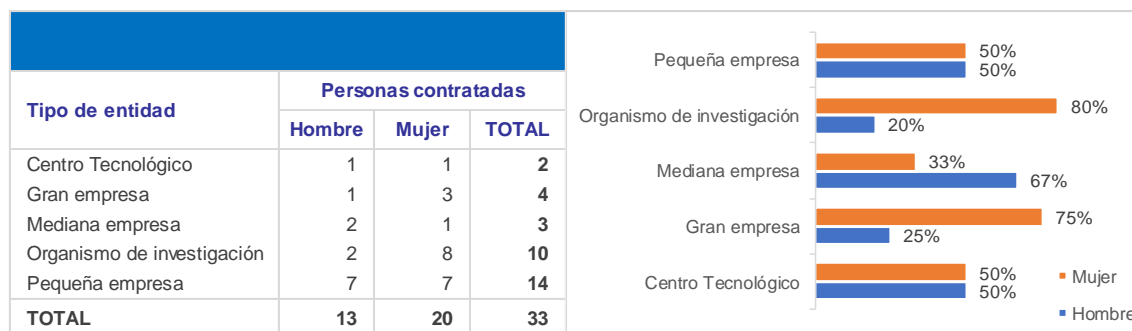 Tipo de entidad
Personas contratadas
Hombre Mujer TOTAL
Centro Tecnológico 1 1 2
Gran empresa 1 3 4
Mediana empresa 2 1 3
Organismo de investigación 2 8 10
Pequeña empresa 7 7 14
TOTAL 13 20 33
Pequeña empresa 50%
50%
Organismo de investigación 80%
20%
Mediana empresa 33%
67%
Gran empresa 75%
25%
Centro Tecnológico 50%
50%
Mujer
Hombre